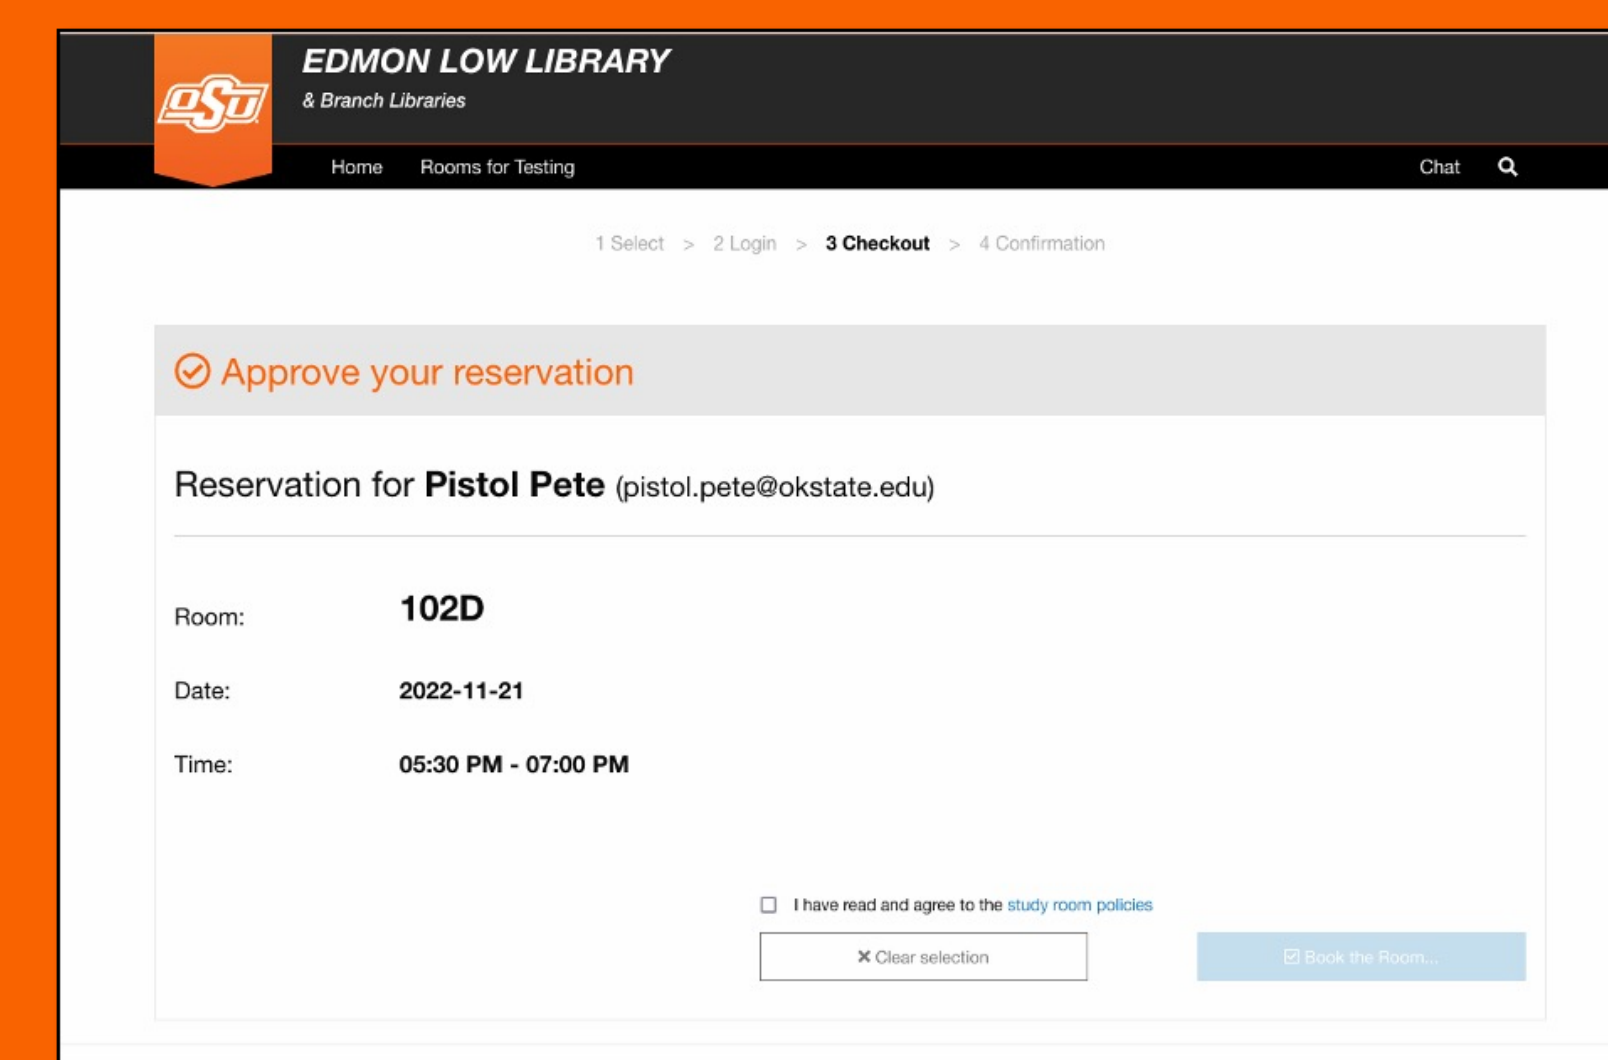 OSU
EDMON LOW LIBRARY
& Branch Libraries
Home Rooms for Testing Chat
1 Select > 2 Login > 3 Checkout > 4 Confirmation
Approve your reservation
Reservation for Pistol Pete (pistol.pete@okstate.edu)
Room: 102D
Date: 2022-11-21
Time: 05:30 PM - 07:00 PM
I have read and agree to the study room policies
Clear selection Book the Room...